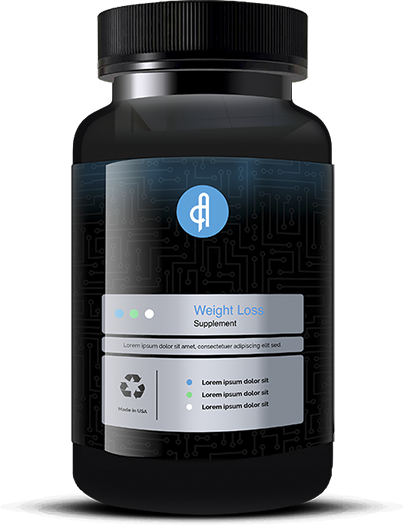 Weight Loss
Supplement
Lorem ipsum dolor sit amet, consectetuer adipiscing elit sed.
Lorem ipsum dolor sit
Lorem ipsum dolor sit
Lorem ipsum dolor sit
Made in USA